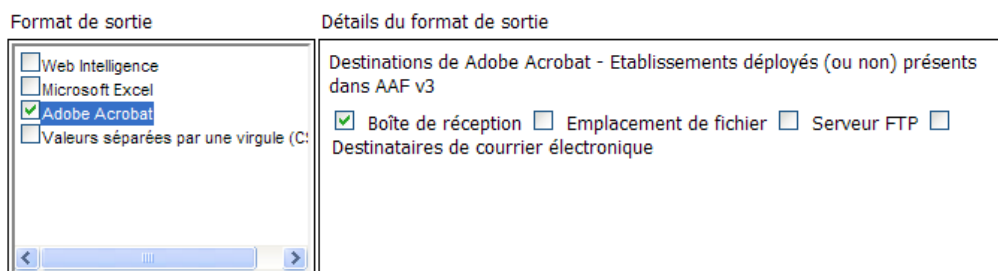 Format de sortie
Détails du format de sortie
Web Intelligence
Microsoft Excel
Adobe Acrobat
Valeurs séparées par une virgule (C
Destinations de Adobe Acrobat - Etablissements déployés (ou non) présents
dans AAF v3
Boîte de réception Emplacement de fichier Serveur FTP
Destinataires de courrier électronique